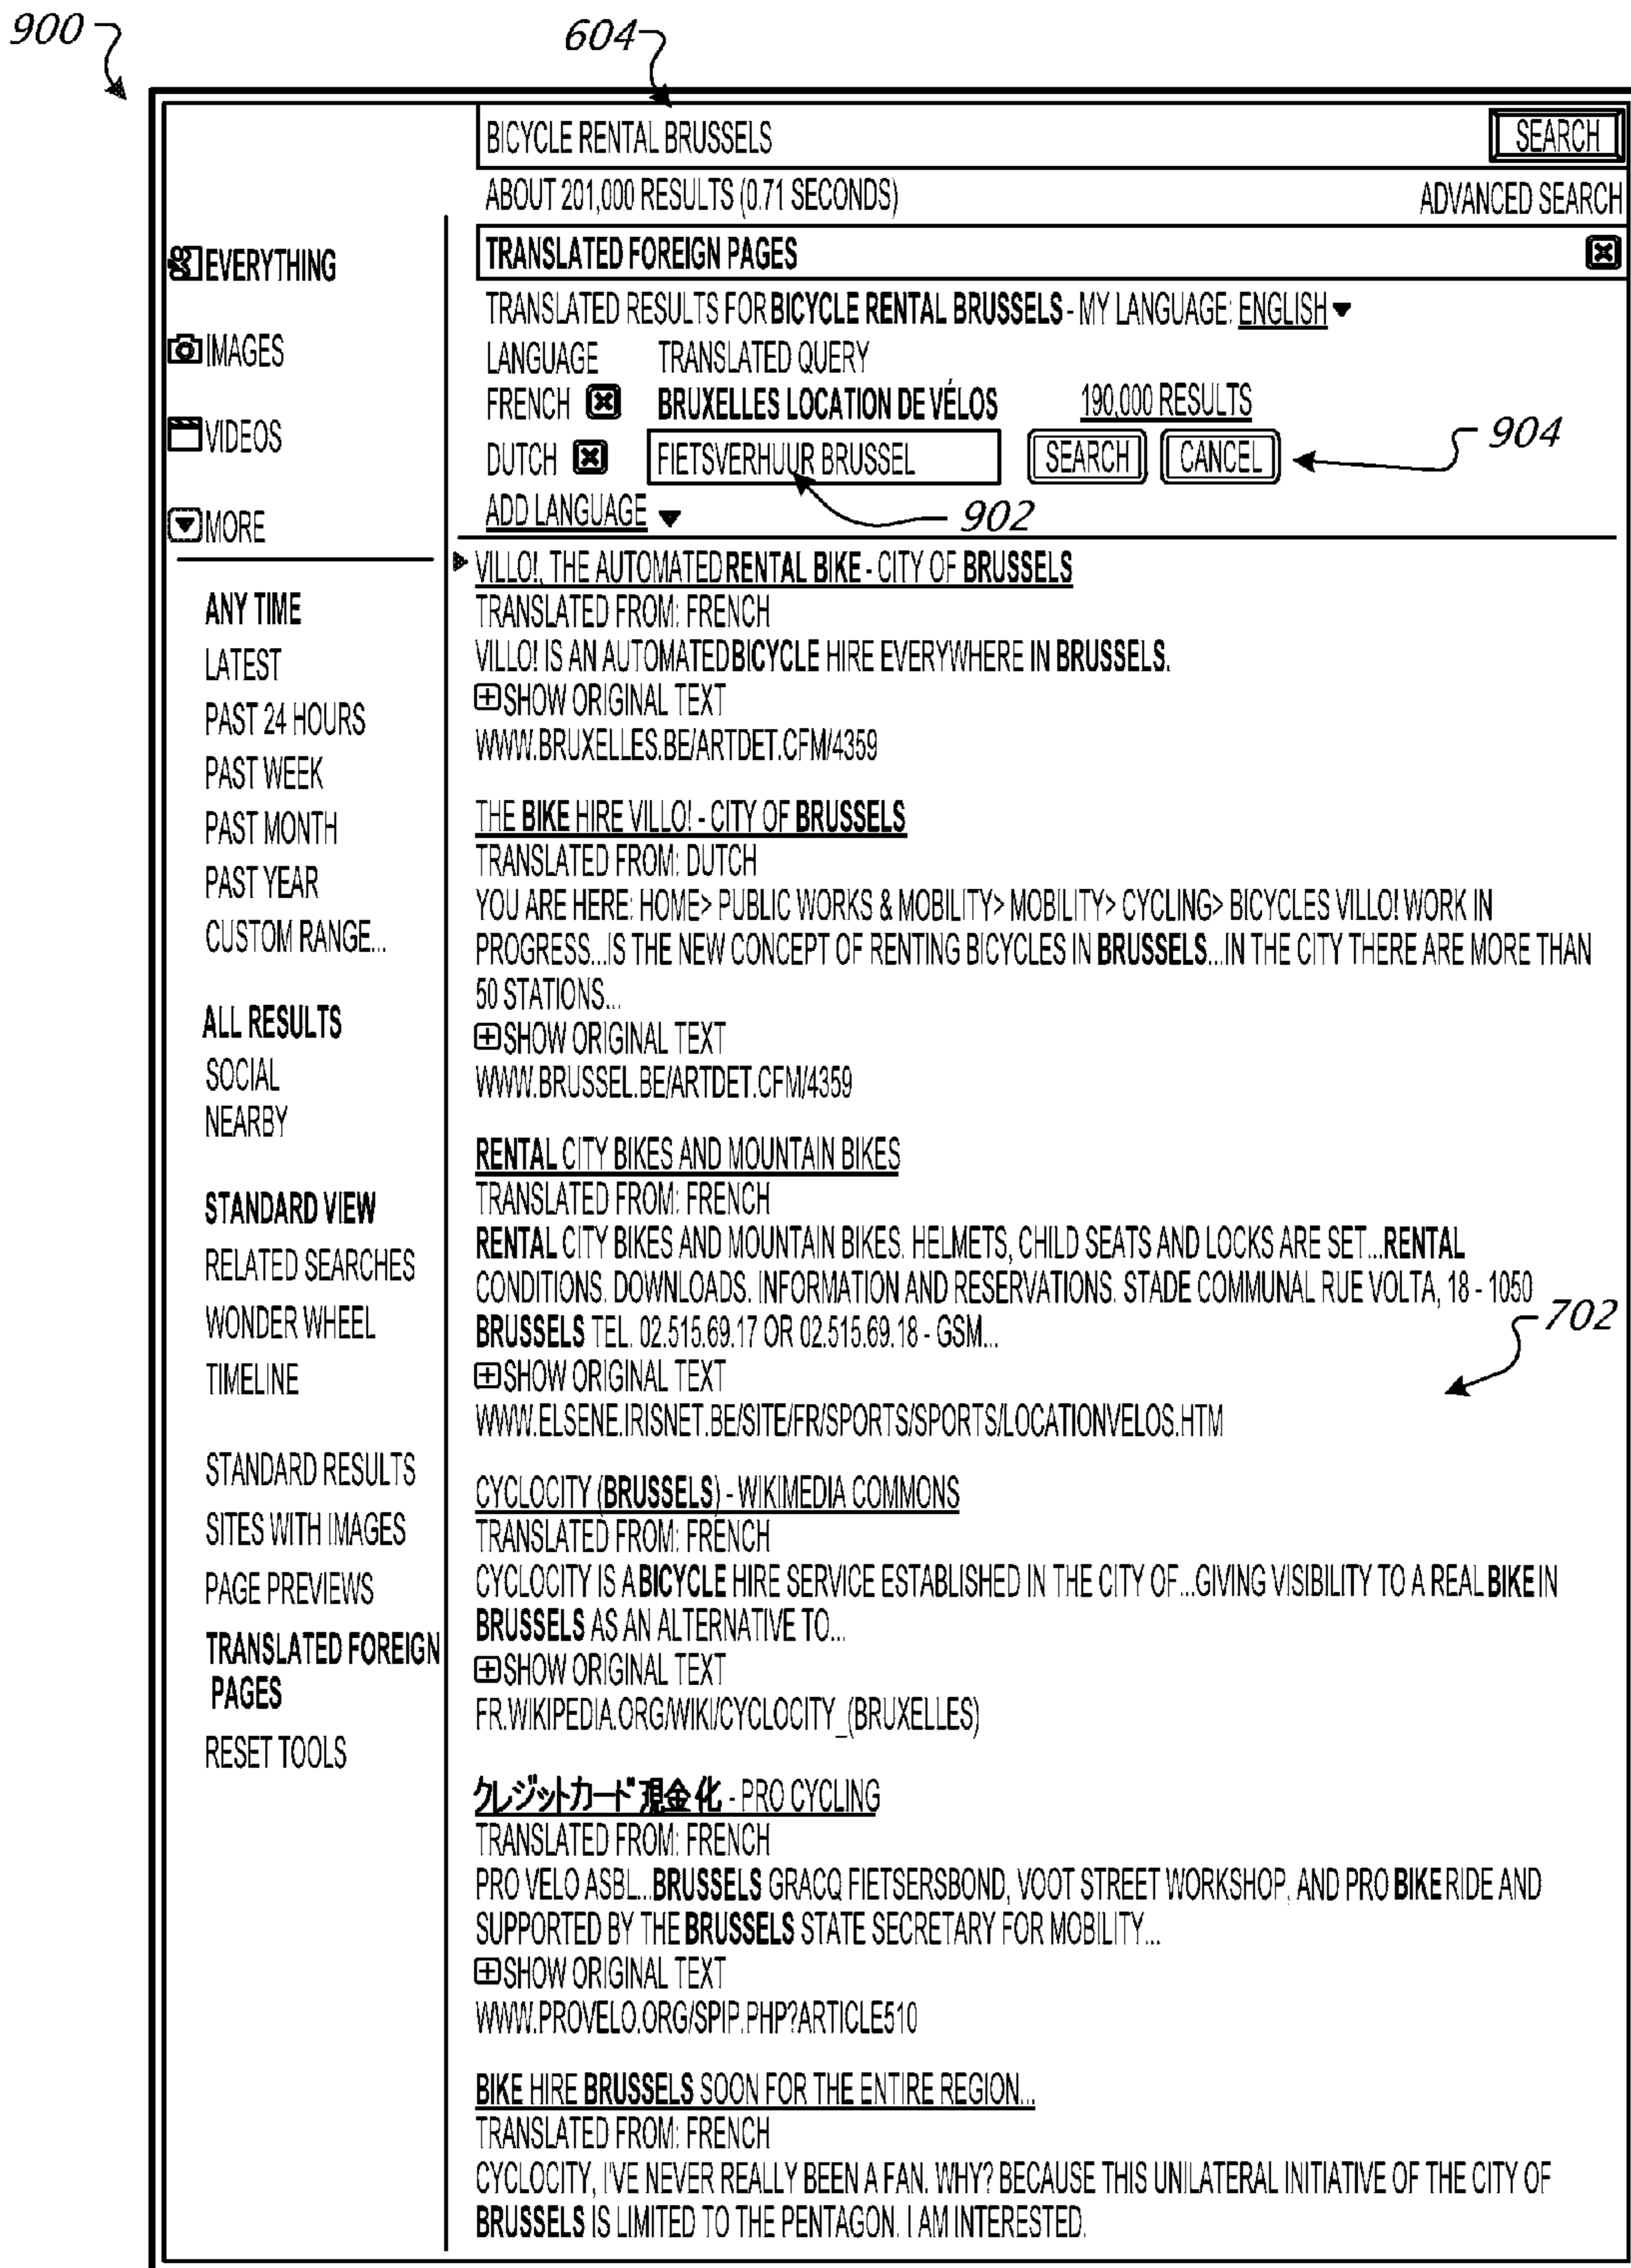 900
604
BICYCLE RENTAL BRUSSELS SEARCH
ABOUT 201,000 RESULTS (0.71 SECONDS) ADVANCED SEARCH
EVERYTHING
IMAGES
VIDEOS
MORE
ANY TIME
LATEST
PAST 24 HOURS
PAST WEEK
PAST MONTH
PAST YEAR
CUSTOM RANGE...
ALL RESULTS
SOCIAL
NEARBY
STANDARD VIEW
RELATED SEARCHES
WONDER WHEEL
TIMELINE
STANDARD RESULTS
SITES WITH IMAGES
PAGE PREVIEWS
TRANSLATED FOREIGN
PAGES
RESET TOOLS
TRANSLATED FOREIGN PAGES
TRANSLATED RESULTS FOR BICYCLE RENTAL BRUSSELS - MY LANGUAGE: ENGLISH
LANGUAGE TRANSLATED QUERY
FRENCH BRUXELLES LOCATION DE VÉLOS 190,000 RESULTS
DUTCH FIETSVERHUUR BRUSSEL SEARCH CANCEL 904
ADD LANGUAGE 902
VILLO!, THE AUTOMATED RENTAL BIKE - CITY OF BRUSSELS
TRANSLATED FROM: FRENCH
VILLO! IS AN AUTOMATED BICYCLE HIRE EVERYWHERE IN BRUSSELS.
SHOW ORIGINAL TEXT
WWW.BRUXELLES.BE/ARTDET.CFM/4359
THE BIKE HIRE VILLO! - CITY OF BRUSSELS
TRANSLATED FROM: DUTCH
YOU ARE HERE: HOME> PUBLIC WORKS & MOBILITY> MOBILITY> CYCLING> BICYCLES VILLO! WORK IN
PROGRESS...IS THE NEW CONCEPT OF RENTING BICYCLES IN BRUSSELS...IN THE CITY THERE ARE MORE THAN
50 STATIONS...
SHOW ORIGINAL TEXT
WWW.BRUSSEL.BE/ARTDET.CFM/4359
RENTAL CITY BIKES AND MOUNTAIN BIKES
TRANSLATED FROM: FRENCH
RENTAL CITY BIKES AND MOUNTAIN BIKES. HELMETS, CHILD SEATS AND LOCKS ARE SET...RENTAL
CONDITIONS. DOWNLOADS. INFORMATION AND RESERVATIONS. STADE COMMUNAL RUE VOLTA, 18 - 1050
BRUSSELS TEL. 02.515.69.17 OR 02.515.69.18 - GSM...
702
SHOW ORIGINAL TEXT
WWW.ELSENE.IRISNET.BE/SITE/FR/SPORTS/SPORTS/LOCATIONVELOS.HTM
CYCLOCITY (BRUSSELS) - WIKIMEDIA COMMONS
TRANSLATED FROM: FRENCH
CYCLOCITY IS A BICYCLE HIRE SERVICE ESTABLISHED IN THE CITY OF...GIVING VISIBILITY TO A REAL BIKE IN
BRUSSELS AS AN ALTERNATIVE TO...
SHOW ORIGINAL TEXT
FR.WIKIPEDIA.ORG/WIKI/CYCLOCITY_(BRUXELLES)
クレジットカード現金化 - PRO CYCLING
TRANSLATED FROM: FRENCH
PRO VELO ASBL...BRUSSELS GRACQ FIETSERSBOND, VOOT STREET WORKSHOP, AND PRO BIKE RIDE AND
SUPPORTED BY THE BRUSSELS STATE SECRETARY FOR MOBILITY...
SHOW ORIGINAL TEXT
WWW.PROVELO.ORG/SPIP.PHP?ARTICLE510
BIKE HIRE BRUSSELS SOON FOR THE ENTIRE REGION...
TRANSLATED FROM: FRENCH
CYCLOCITY, I'VE NEVER REALLY BEEN A FAN. WHY? BECAUSE THIS UNILATERAL INITIATIVE OF THE CITY OF
BRUSSELS IS LIMITED TO THE PENTAGON. I AM INTERESTED.